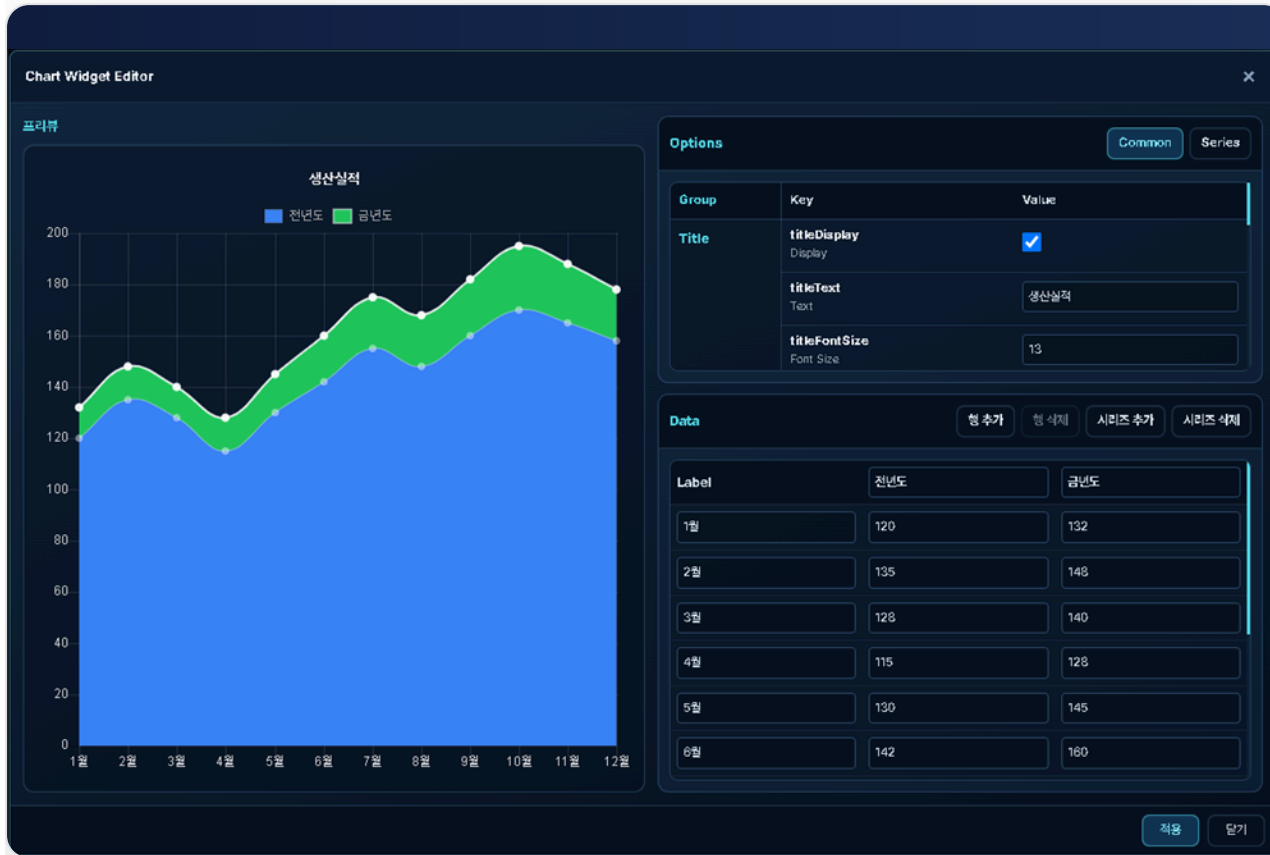 Chart Widget Editor ×
프리뷰
생산실적
전년도 금년도
200
180
160
140
120
100
80
60
40
20
0
1월 2월 3월 4월 5월 6월 7월 8월 9월 10월 11월 12월
Options Common Series
Group Key Value
Title titleDisplay
Display
titleText 생산실적
Text
titleFontSize 13
Font Size
Data 행 추가 행 삭제 시리즈 추가 시리즈 삭제
Label 전년도 금년도
1월 120 132
2월 135 148
3월 128 140
4월 115 128
5월 130 145
6월 142 160
적용 닫기